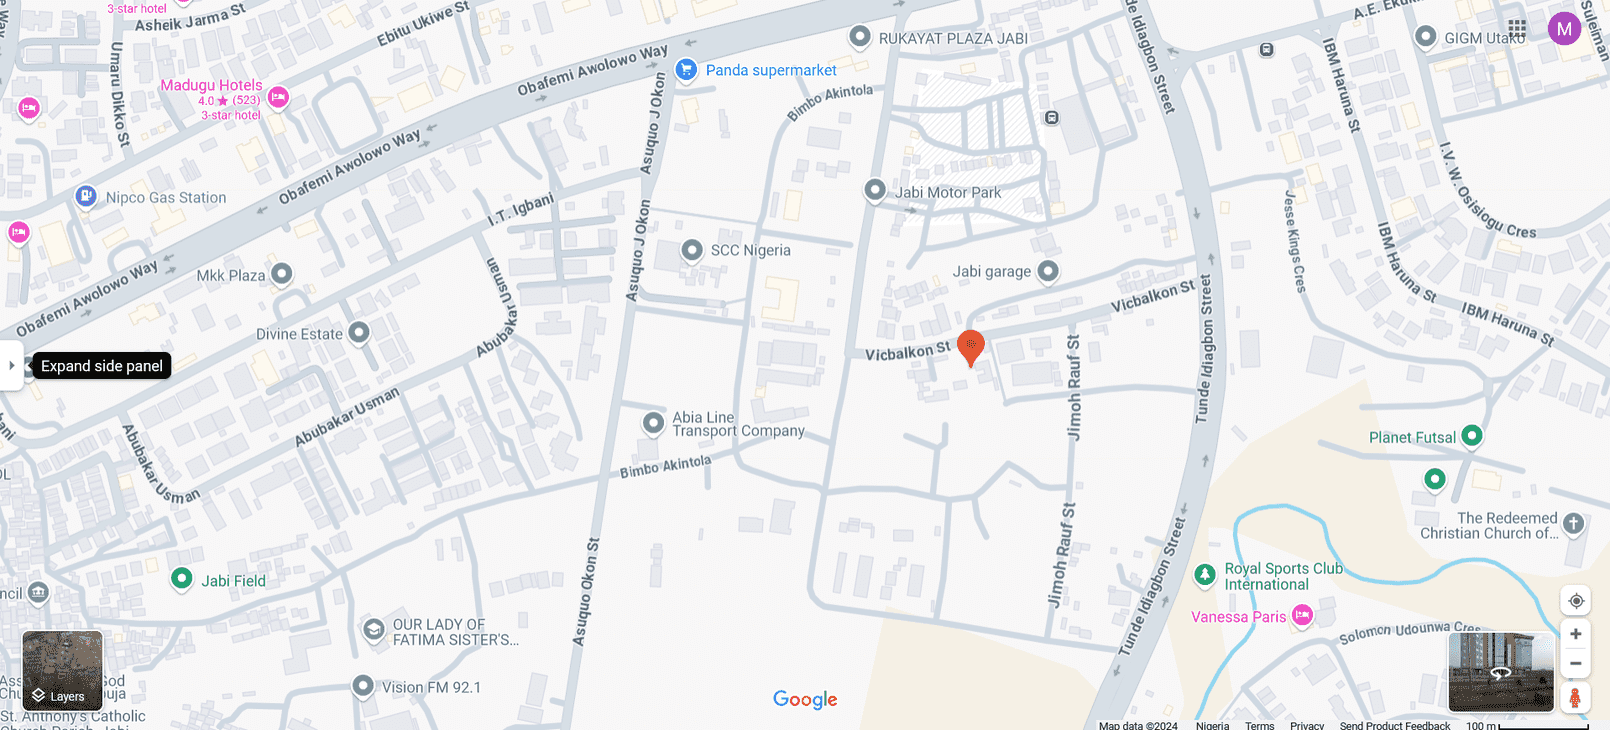 3-star hotel
Asheik Jarma St
Ebitu Ukiwe St
Umaru Dikko St
Madugu Hotels
4.0 ★ (523)
3-star hotel
Obafemi Awolowo Way
Panda supermarket
RUKAYAT PLAZA JABI
Tunde Idiagbon Street
A.E. Eku
GIGM Utako
M
Suleiman
IBM Haruna St
Bimbo Akintola
Asuquo J Okon
Obafemi Awolowo Way
Nipco Gas Station
I.T. Igbani
Jabi Motor Park
I.V. W. Osisiogu Cres
Jesse Kings Cres
Asuquo J Okon
SCC Nigeria
Jabi garage
IBM Haruna St
Mkk Plaza
Obafemi Awolowo Way
Abubakar Usman
Vicbalkon St
IBM Haruna St
Divine Estate
Vicbalkon St
Tunde Idiagbon Street
Jimoh Rauf St
Expand side panel
Abubakar Usman
Abia Line
Transport Company
Planet Futsal
Abubakar Usman
Bimbo Akintola
The Redeemed
Christian Church of...
Jimoh Rauf St
Tunde Idiagbon Street
Asuquo Okon St
Jabi Field
Royal Sports Club
International
ncil
Vanessa Paris
OUR LADY OF
FATIMA SISTER'S...
Solomon Udounwa Cres
Vision FM 92.1
Layers
St. Anthony's Catholic
Church Parish, Jabi
Google
Map data ©2024 Nigeria Terms Privacy Send Product Feedback 100 m